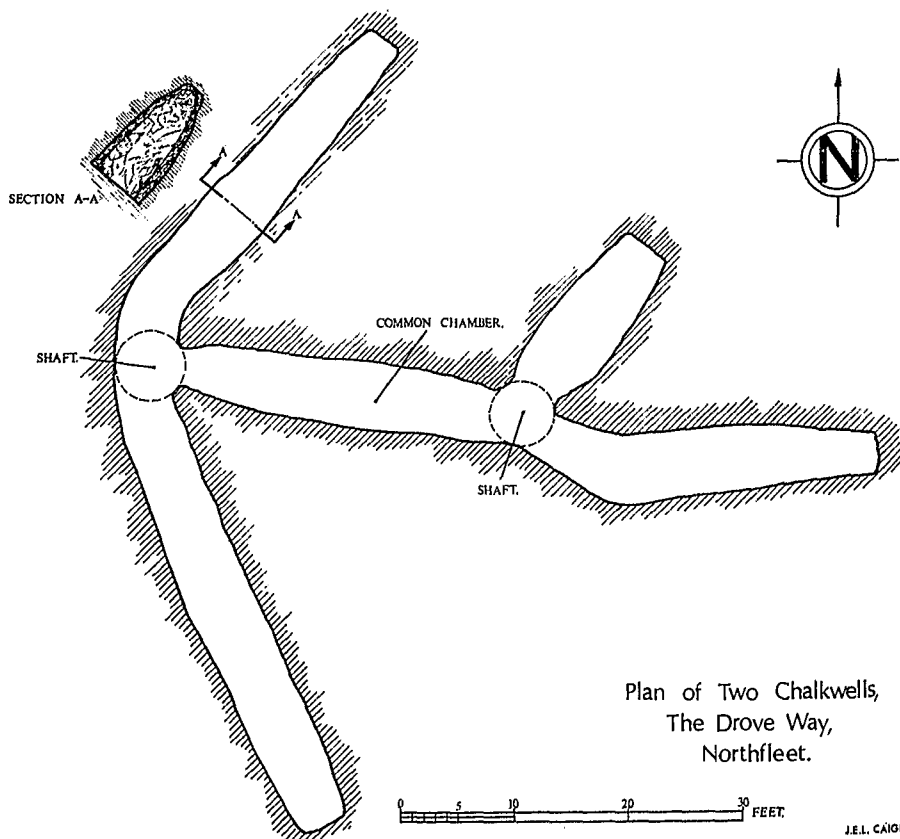 SECTION A-A
A
A
N
COMMON CHAMBER.
SHAFT.
SHAFT.
Plan of Two Chalkwells,
The Drove Way,
Northfleet.
0 5 10 20 30 FEET.
J.E.L. CAIG